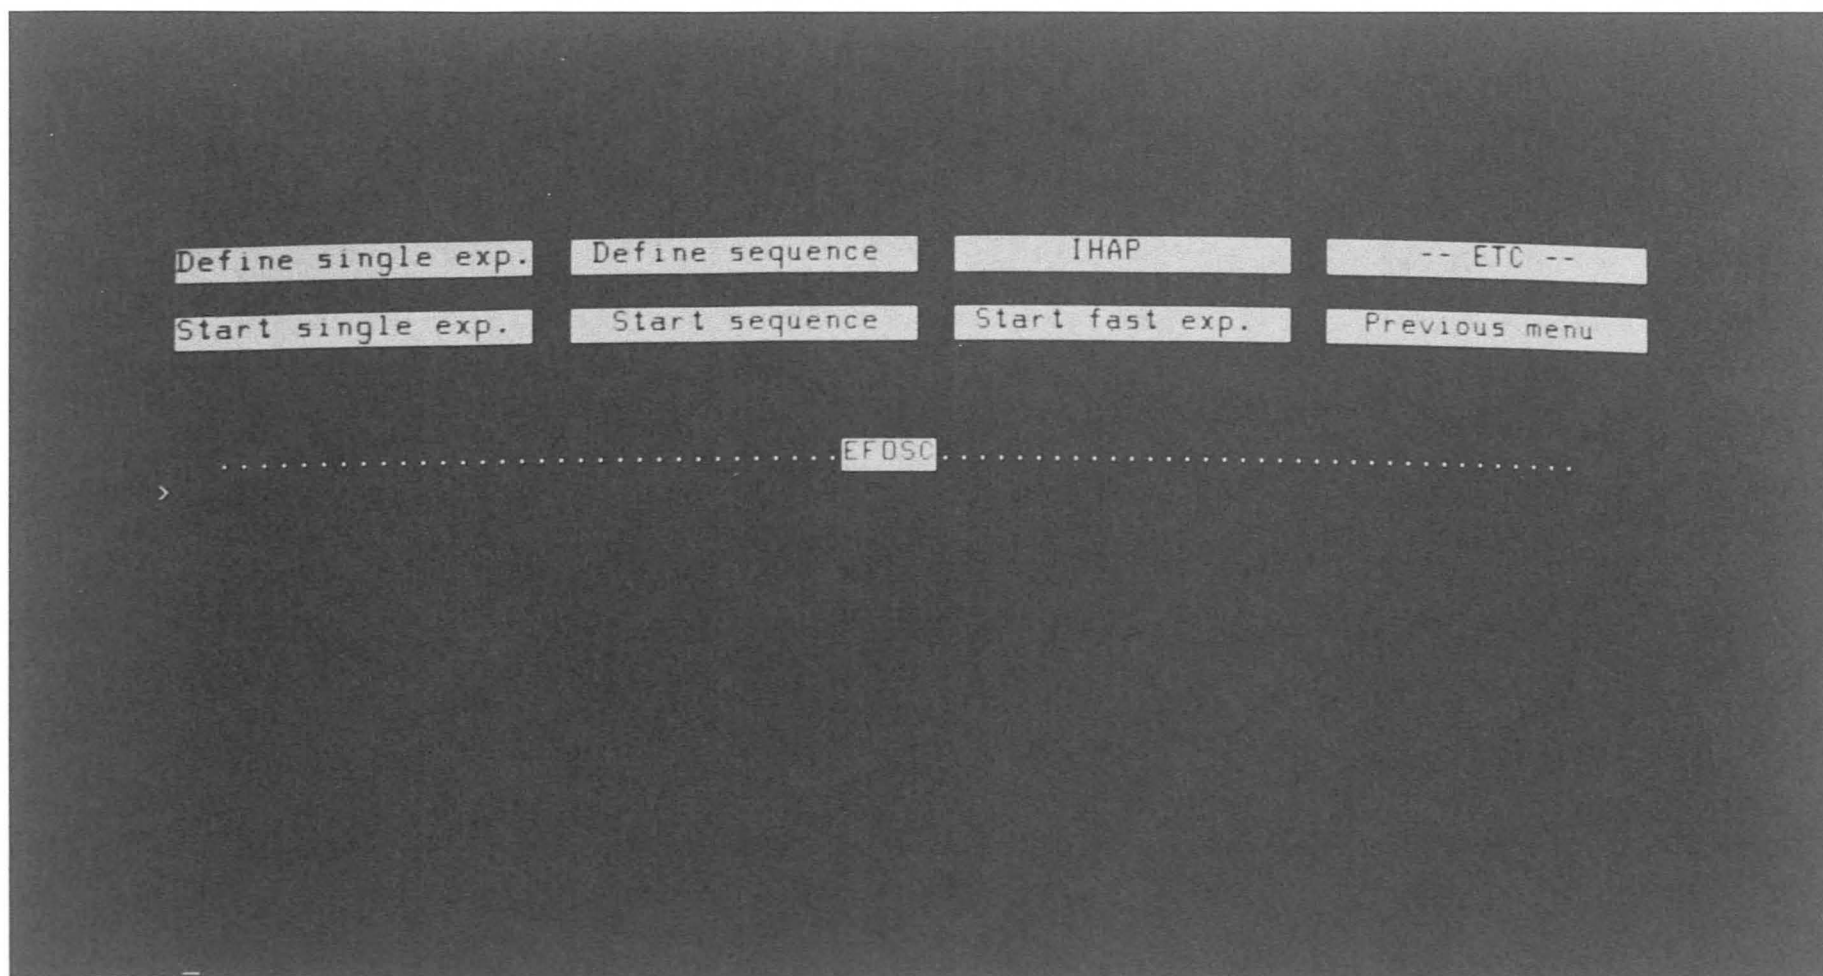 Define single exp. Define sequence IHAP -- ETC --
Start single exp. Start sequence Start fast exp. Previous menu
..................................EFOSC..................................
>
_